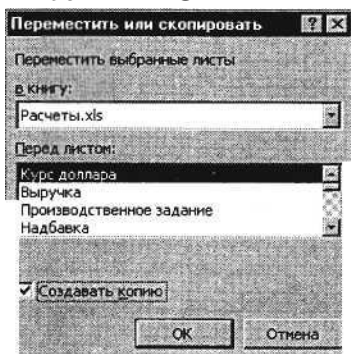 Переместить или скопировать
Переместить выбранные листы
в книгу:
Расчеты.xls
Перед листом:
Курс доллара
Выручка
Производственное задание
Надбавка
Создавать копию
ОК Отмена